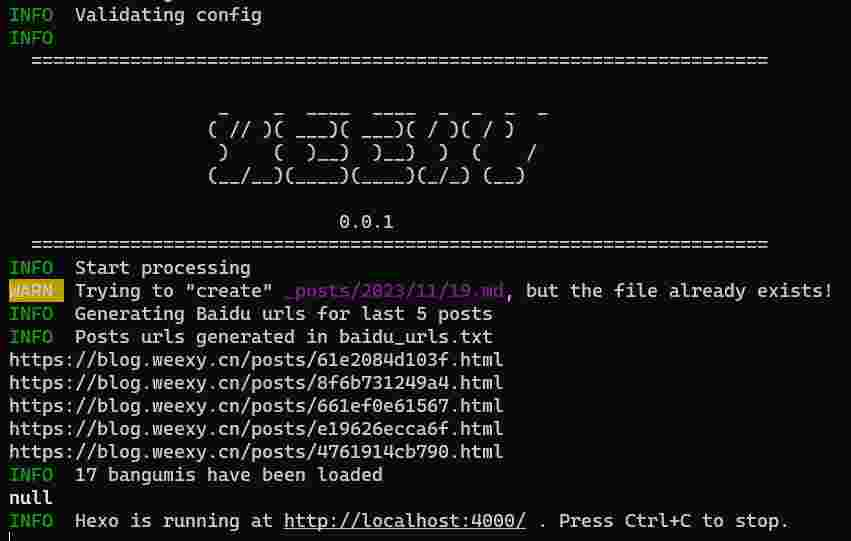 INFO  Validating config
INFO
  ===================================================================
                   _    _  ____  ____  _  _  _  _
                  ( // )( ___)( ___)( / )( / )
                   )    (  )__)  )__)  )  (    /
                  (__/__)(____)(____)(_/_) (__)
                              0.0.1
  ===================================================================
INFO  Start processing
WARN  Trying to "create" _posts/2023/11/19.md, but the file already exists!
INFO  Generating Baidu urls for last 5 posts
INFO  Posts urls generated in baidu_urls.txt
https://blog.weexy.cn/posts/61e2084d103f.html
https://blog.weexy.cn/posts/8f6b731249a4.html
https://blog.weexy.cn/posts/661ef0e61567.html
https://blog.weexy.cn/posts/e19626ecca6f.html
https://blog.weexy.cn/posts/4761914cb790.html
INFO  17 bangumis have been loaded
null
INFO  Hexo is running at http://localhost:4000/ . Press Ctrl+C to stop.